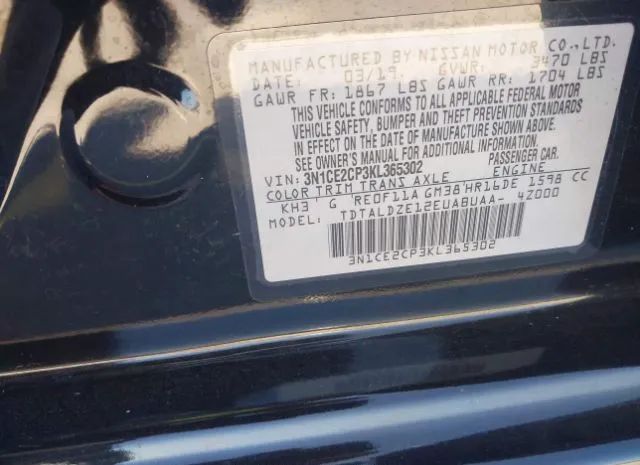 MANUFACTURED BY NISSAN MOTOR CO.,LTD.
DATE: 03/19. GVWR: 3470 LBS
GAWR FR: 1867 LBS GAWR RR: 1704 LBS
THIS VEHICLE CONFORMS TO ALL APPLICABLE FEDERAL MOTOR
VEHICLE SAFETY, BUMPER AND THEFT PREVENTION STANDARDS
IN EFFECT ON THE DATE OF MANUFACTURE SHOWN ABOVE.
SEE OWNER'S MANUAL FOR ADDITIONAL INFORMATION.
VIN: 3N1CE2CP3KL365302 PASSENGER CAR.
COLOR TRIM TRANS AXLE ENGINE
KH3 G RE0F11A GM38 HR16DE 1598 CC
MODEL: TDTALDZE12EUABUAA- 4Z000
3N1CE2CP3KL365302